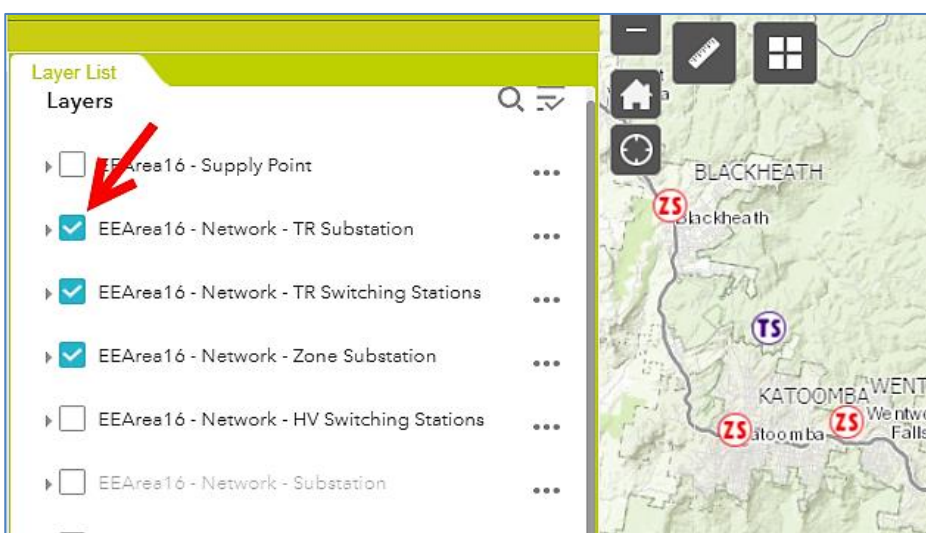 Layer List
Layers
EEArea16 - Supply Point
EEArea16 - Network - TR Substation
EEArea16 - Network - TR Switching Stations
EEArea16 - Network - Zone Substation
EEArea16 - Network - HV Switching Stations
EEArea16 - Network - Substation
BLACKHEATH
ZS
Blackheath
TS
KATOOMBA
WENT
ZS
atoomba
ZS
Wentwo
Falls